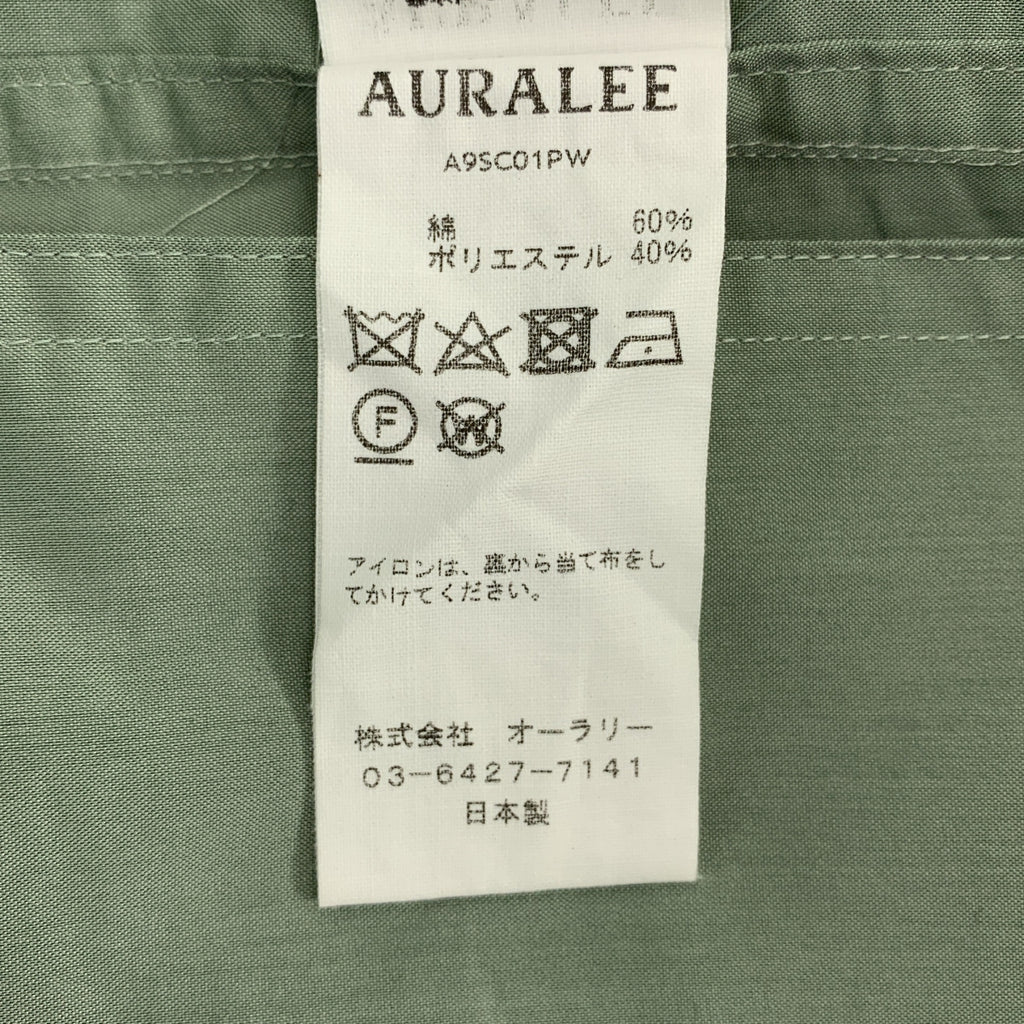 AURALEE
A9SC01PW
綿 60%
ポリエステル 40%
F
W
アイロンは、裏から当て布をし
てかけてください。
株式会社 オーラリー
03-6427-7141
日本製